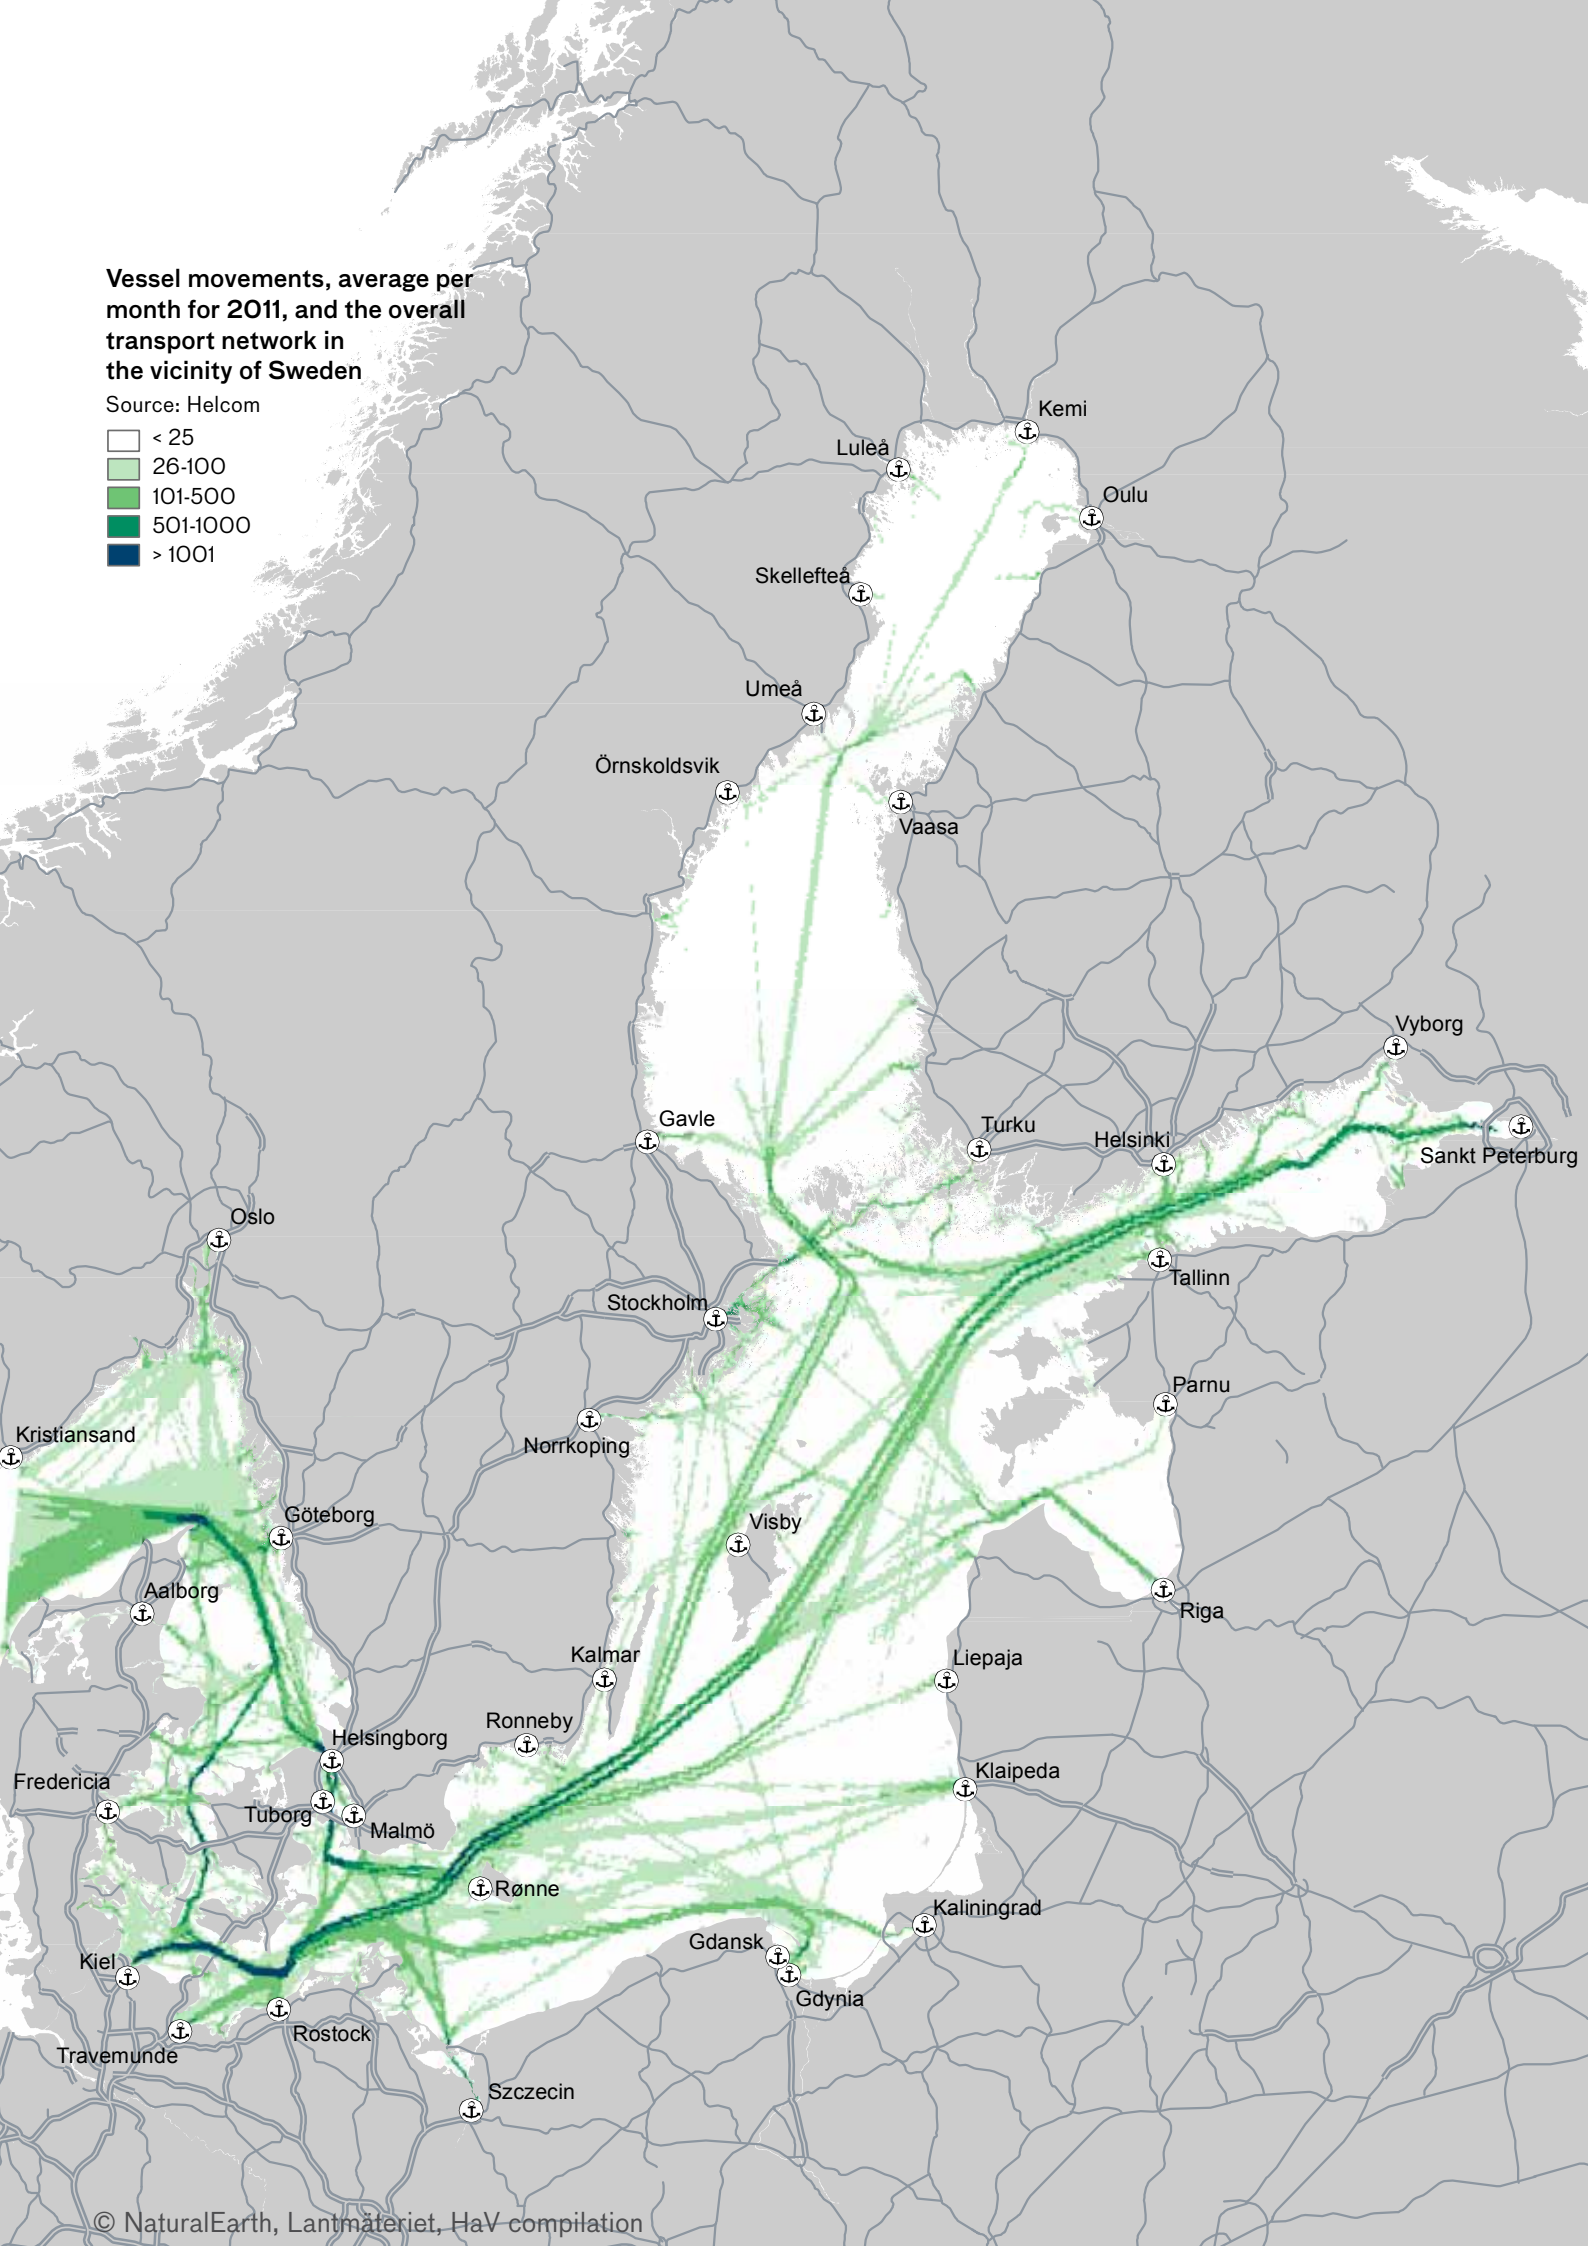 Vessel movements, average per
month for 2011, and the overall
transport network in
the vicinity of Sweden
Source: Helcom
< 25
26-100
101-500
501-1000
> 1001
Kemi
Luleå
Oulu
Skellefteå
Umeå
Örnskoldsvik
Vaasa
Vyborg
Gavle
Turku
Helsinki
Sankt Peterburg
Oslo
Tallinn
Stockholm
Parnu
Kristiansand
Norrkoping
Göteborg
Visby
Aalborg
Riga
Kalmar
Liepaja
Ronneby
Helsingborg
Klaipeda
Fredericia
Tuborg
Malmö
Rønne
Kaliningrad
Gdansk
Kiel
Gdynia
Rostock
Travemunde
Szczecin
© NaturalEarth, Lantmäteriet, HaV compilation